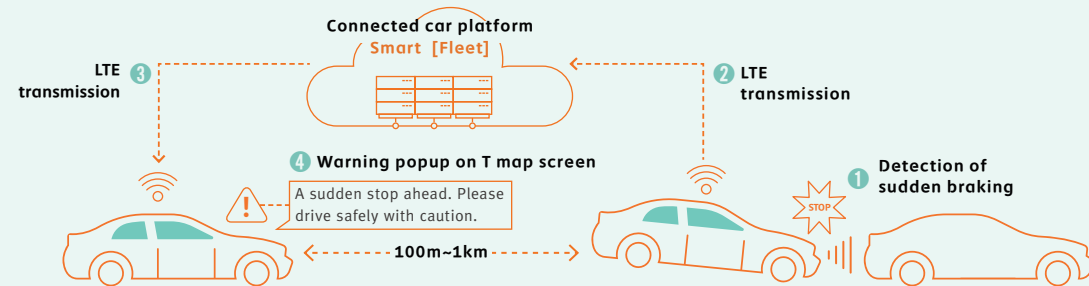 Connected car platform
Smart [Fleet]
3 LTE
transmission
2 LTE
transmission
4 Warning popup on T map screen
A sudden stop ahead. Please
drive safely with caution.
1 Detection of
sudden braking
STOP
100m~1km